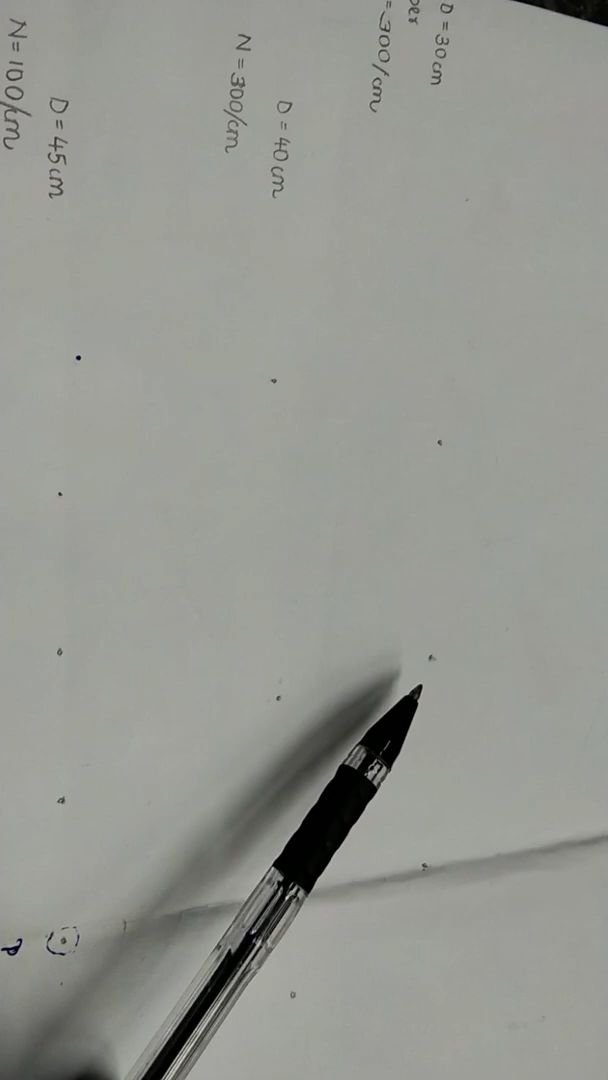 D = 30 cm
per
= 300/cm
D = 40 cm
N = 300/cm
D = 45 cm
N = 100/cm
P